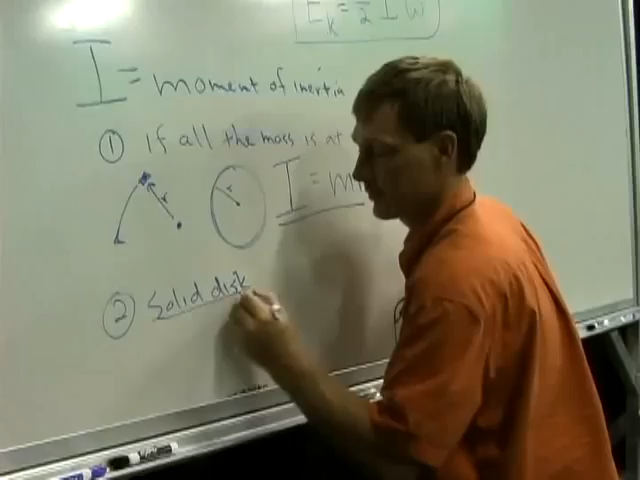 E_K = 1/2 I W
I = moment of inertia
① if all the mass is at
r r I = m
② Solid disk